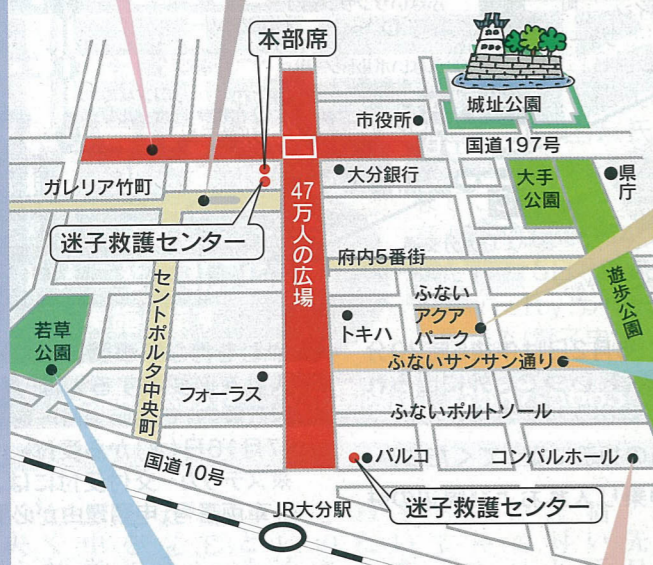 本部席
城址公園
市役所
国道197号
大分銀行
大手
公園
県
庁
ガレリア竹町
迷子救護センター
47万人の広場
府内5番街
遊歩公園
ふない
アクア
パーク
トキハ
若草
公園
セントポルタ中央町
ふないサンサン通り
フォーラス
ふないポルトソール
国道10号
パルコ
コンパルホール
迷子救護センター
JR大分駅